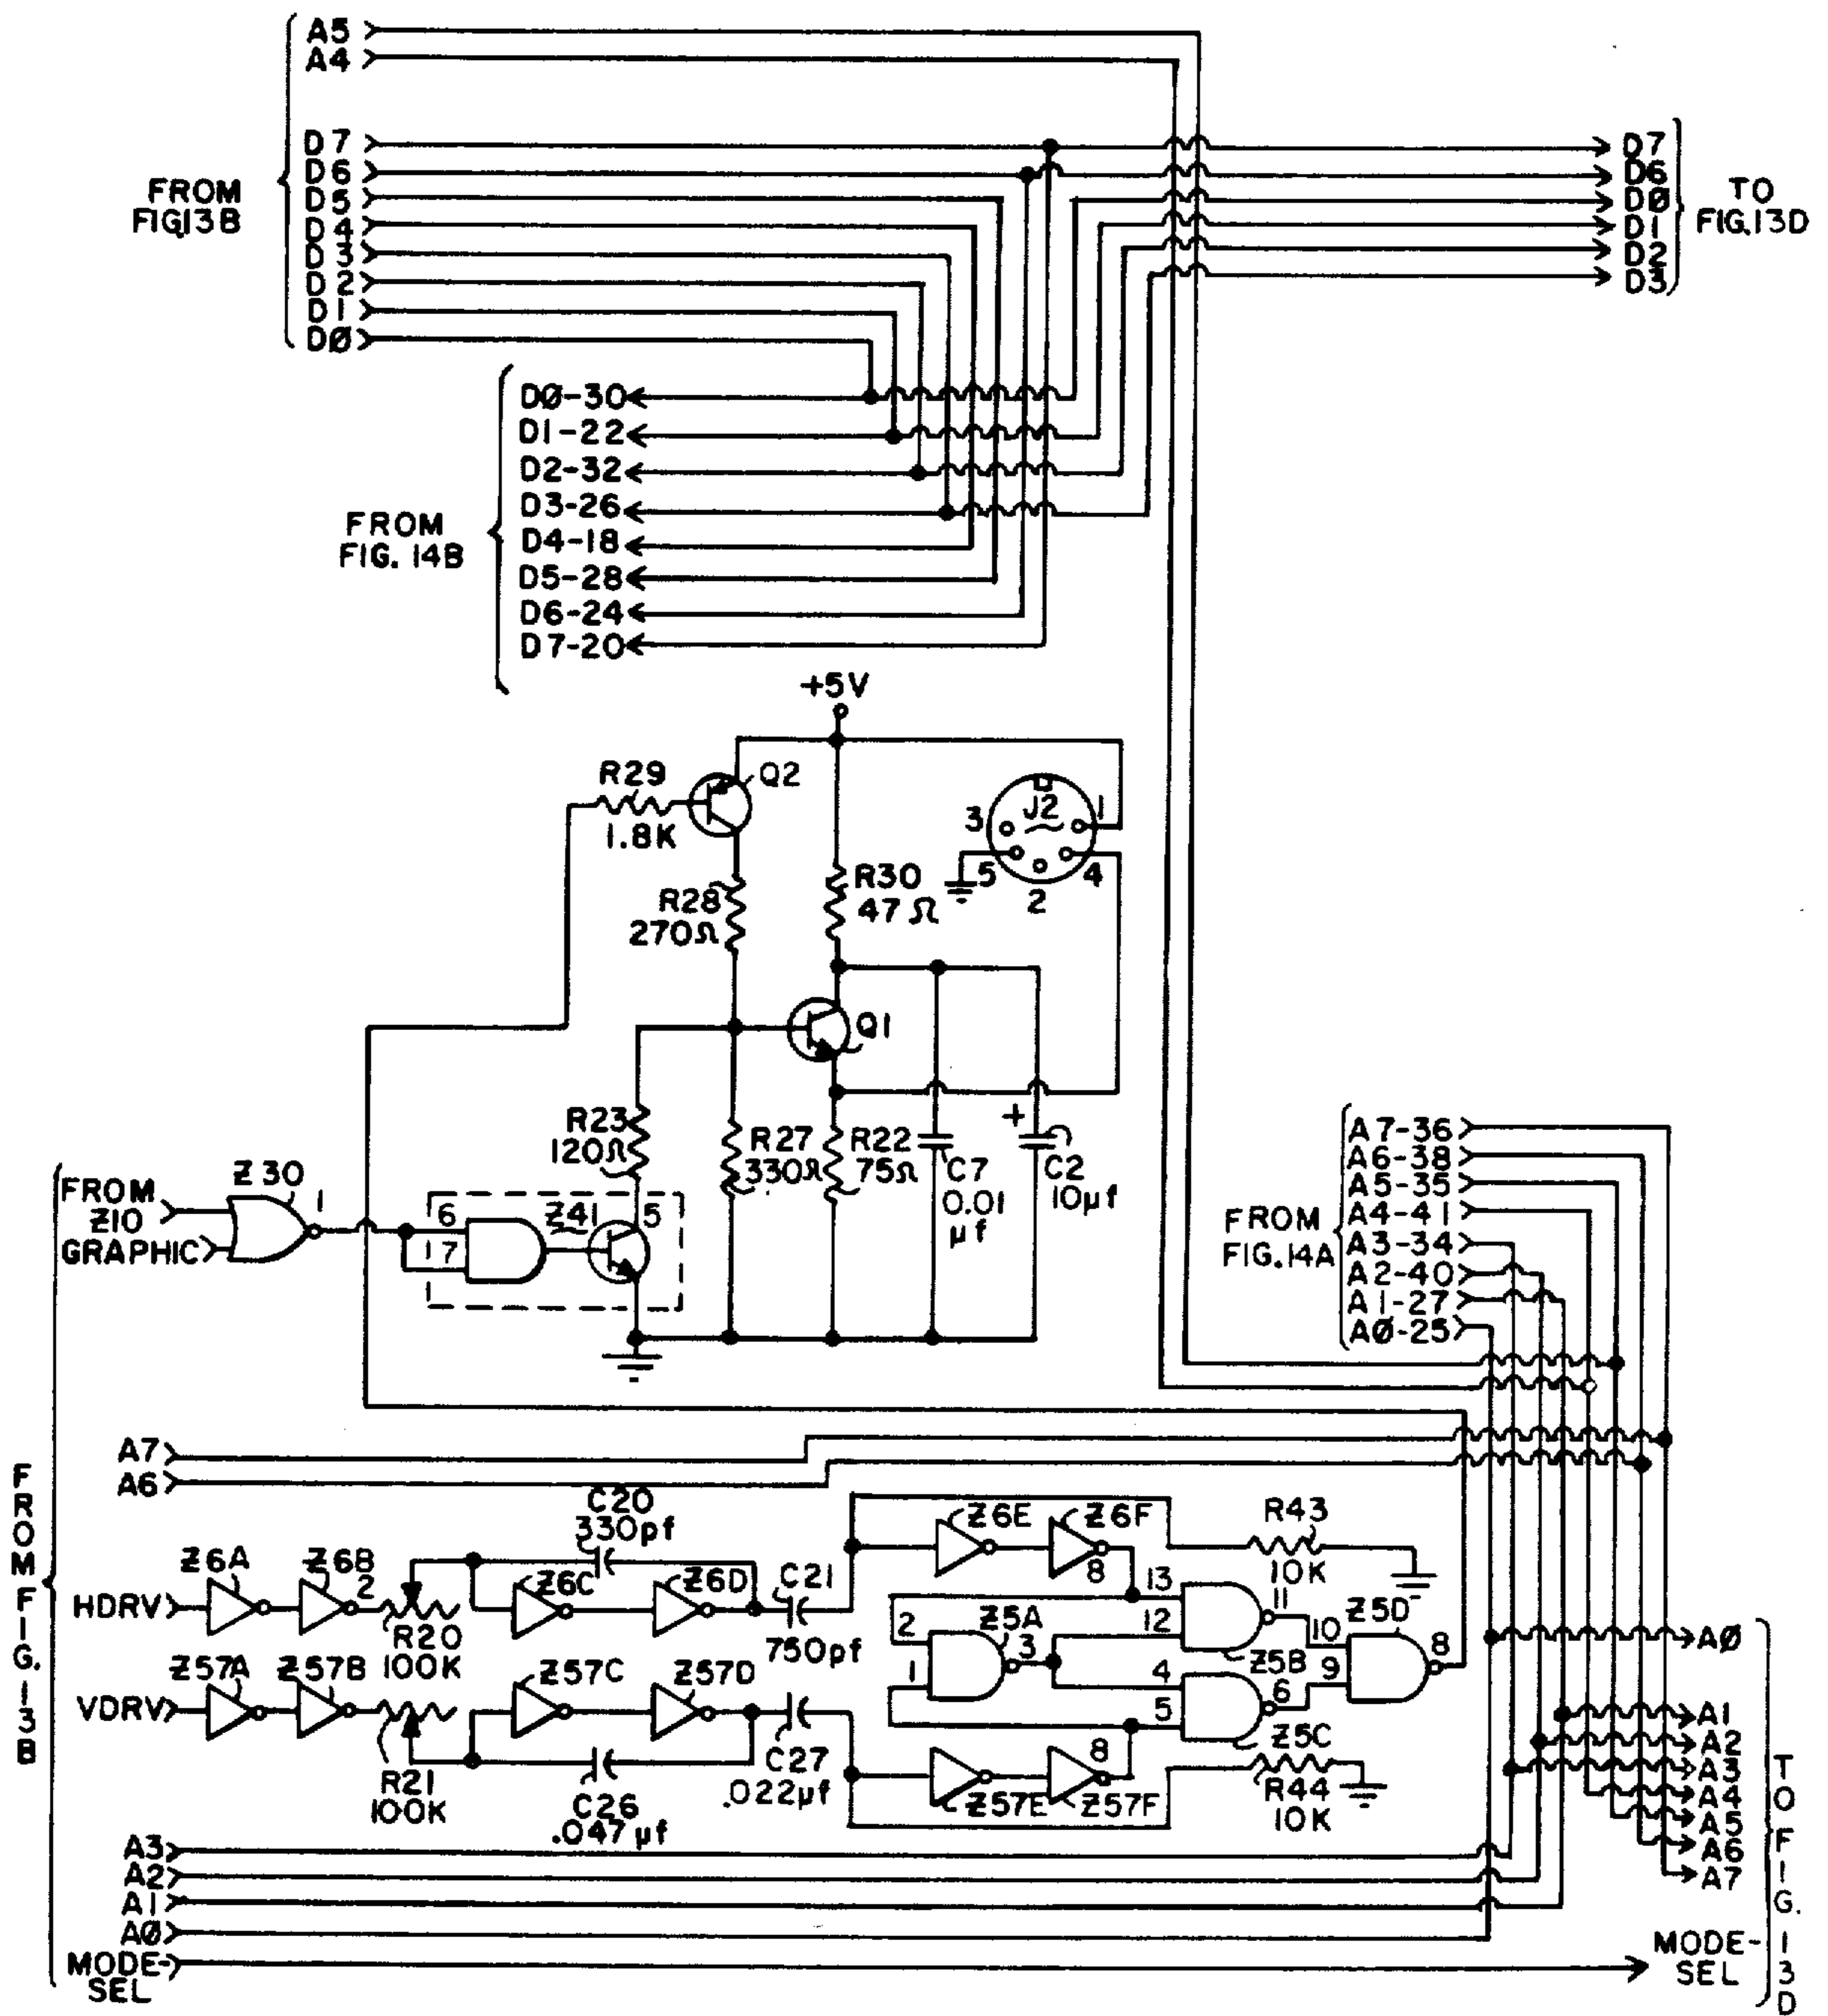 A5
A4
D7
D6
D5
D4
D3
D2
D1
DØ
FROM
FIG.13B
D7
D6
DØ
D1
D2
D3
TO
FIG.13D
DØ-30
D1-22
D2-32
D3-26
D4-18
D5-28
D6-24
D7-20
FROM
FIG. 14B
+5V
R29
1.8K
Q2
J2
3
1
5
4
2
R28
270Ω
R30
47Ω
Q1
R23
120Ω
R27
330Ω
R22
75Ω
C7
0.01
µf
+
C2
10µf
FROM
Z10
GRAPHIC
Z30
1
6
7
Z41
5
A7-36
A6-38
A5-35
A4-41
A3-34
A2-40
A1-27
AØ-25
FROM
FIG.14A
A7
A6
FROM FIG. 13B
C20
330pf
Z6A
Z6B
2
HDRV
R20
100K
Z6C
Z6D
C21
750pf
Z6E
Z6F
8
R43
10K
13
12
11
Z5B
2
1
Z5A
3
4
5
6
Z5C
10
9
Z5D
8
Z57A
Z57B
VDRV
R21
100K
Z57C
Z57D
C26
.047µf
C27
.022µf
Z57E
8
Z57F
R44
10K
A3
A2
A1
AØ
MODE-
SEL
AØ
A1
A2
A3
A4
A5
A6
A7
MODE-
SEL
TO FIG. 13D